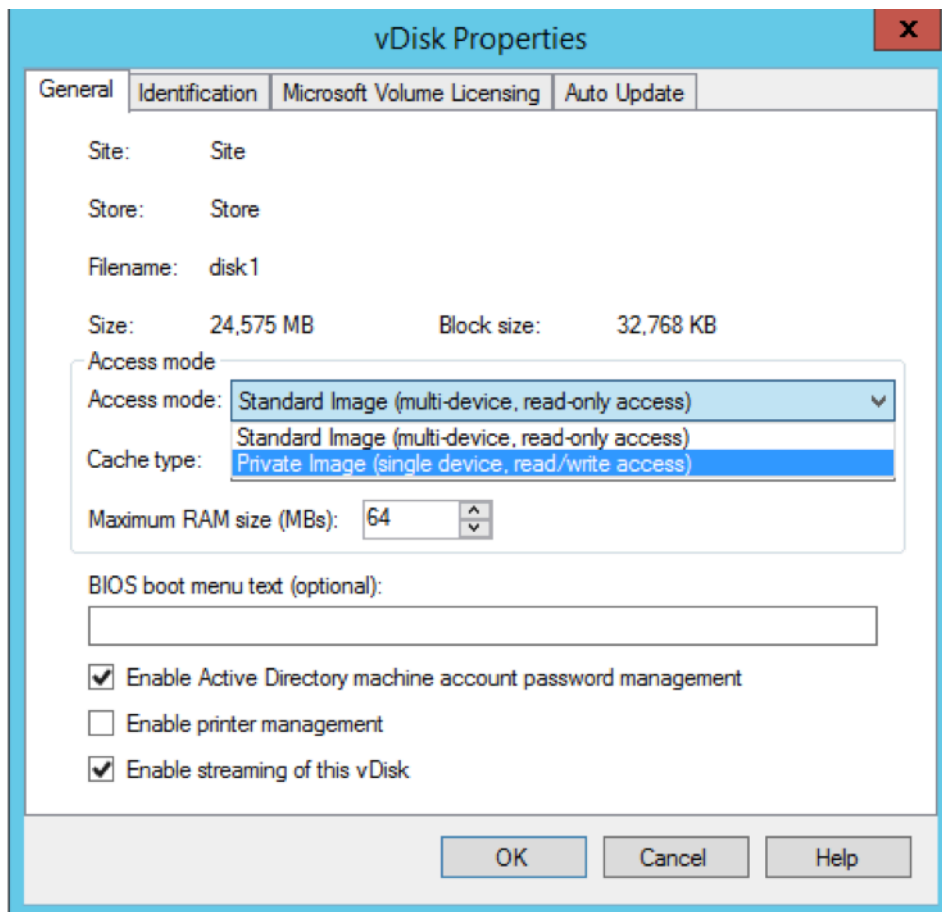 vDisk Properties
x
General Identification Microsoft Volume Licensing Auto Update
Site: Site
Store: Store
Filename: disk1
Size: 24,575 MB Block size: 32,768 KB
Access mode
Access mode: Standard Image (multi-device, read-only access)
Standard Image (multi-device, read-only access)
Cache type: Private Image (single device, read/write access)
Maximum RAM size (MBs): 64
BIOS boot menu text (optional):
Enable Active Directory machine account password management
Enable printer management
Enable streaming of this vDisk
OK Cancel Help